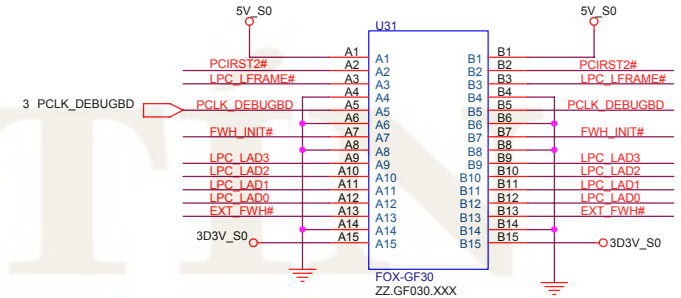 5V_S0 5V_S0
U31
A1 A1 B1 B1
PCIRST2# A2 A2 B2 B2 PCIRST2#
LPC_LFRAME# A3 A3 B3 B3 LPC_LFRAME#
A4 A4 B4 B4
3 PCLK_DEBUGBD PCLK_DEBUGBD A5 A5 B5 B5 PCLK_DEBUGBD
A6 A6 B6 B6
FWH_INIT# A7 A7 B7 B7 FWH_INIT#
A8 A8 B8 B8
LPC_LAD3 A9 A9 B9 B9 LPC_LAD3
LPC_LAD2 A10 A10 B10 B10 LPC_LAD2
LPC_LAD1 A11 A11 B11 B11 LPC_LAD1
LPC_LAD0 A12 A12 B12 B12 LPC_LAD0
EXT_FWH# A13 A13 B13 B13 EXT_FWH#
A14 A14 B14 B14
3D3V_S0 A15 A15 B15 B15 3D3V_S0
FOX-GF30
ZZ.GF030.XXX